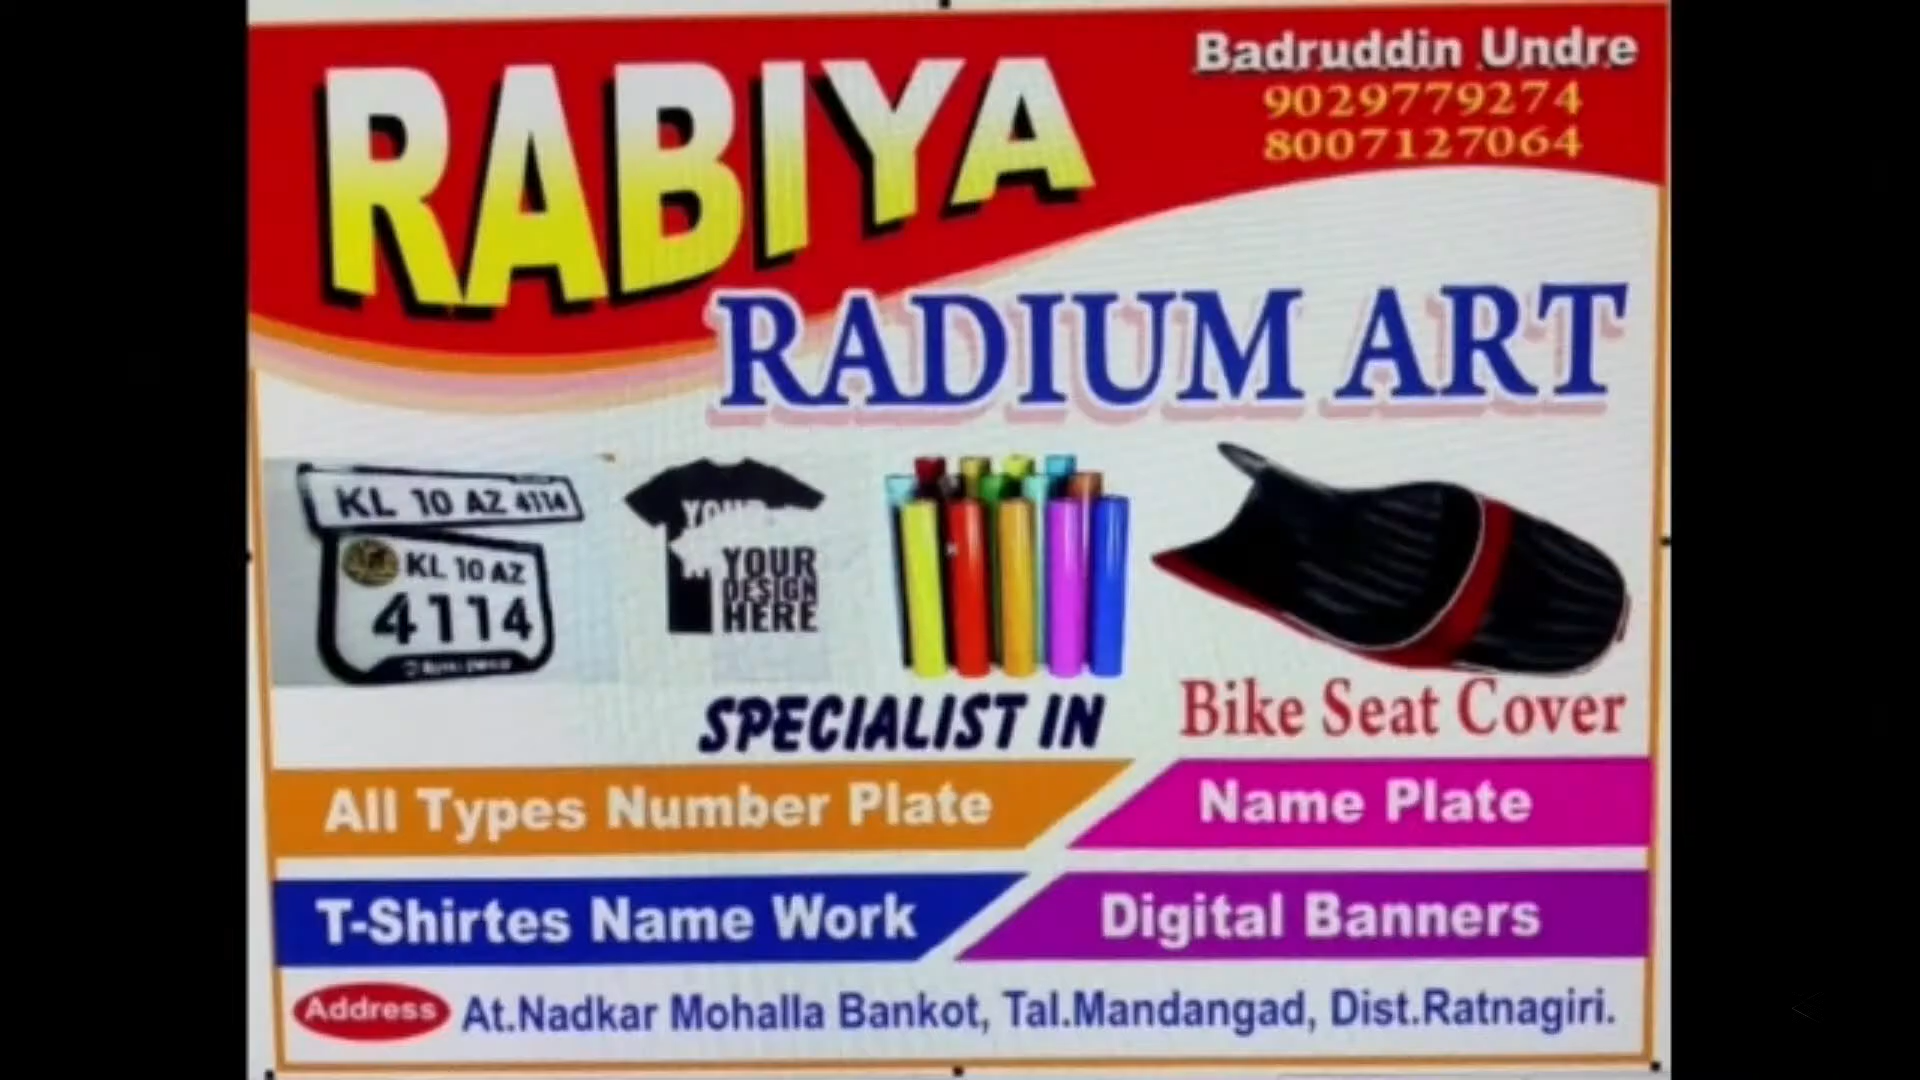 RABIYA
Badruddin Undre
9029779274
8007127064
RADIUM ART
KL 10 AZ 4114
KL 10 AZ
4114
YOUR
YOUR
DESIGN
HERE
SPECIALIST IN
Bike Seat Cover
All Types Number Plate
Name Plate
T-Shirtes Name Work
Digital Banners
Address At.Nadkar Mohalla Bankot, Tal.Mandangad, Dist.Ratnagiri.